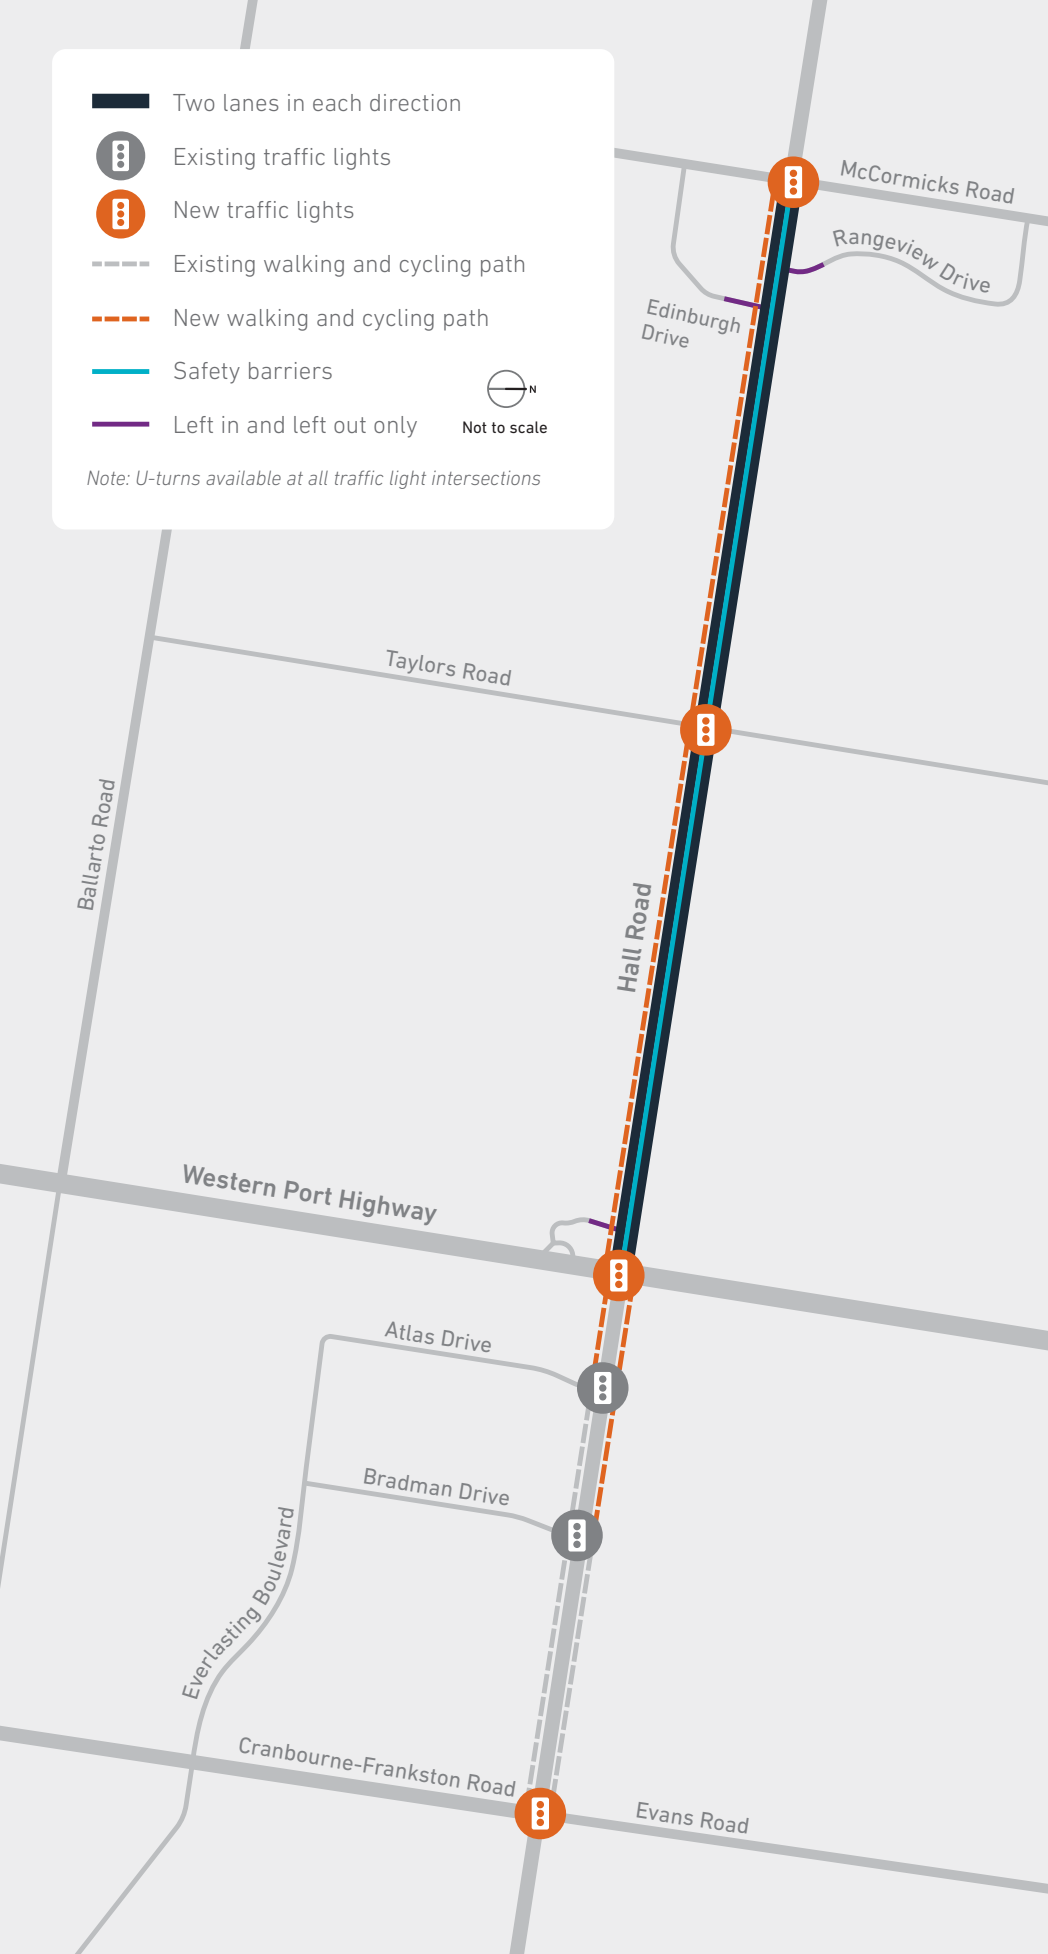 Two lanes in each direction
Existing traffic lights
New traffic lights
Existing walking and cycling path
New walking and cycling path
Safety barriers
Left in and left out only
N
Not to scale
Note: U-turns available at all traffic light intersections
McCormicks Road
Rangeview Drive
Edinburgh
Drive
Taylors Road
Ballarto Road
Hall Road
Western Port Highway
Atlas Drive
Bradman Drive
Everlasting Boulevard
Cranbourne-Frankston Road
Evans Road